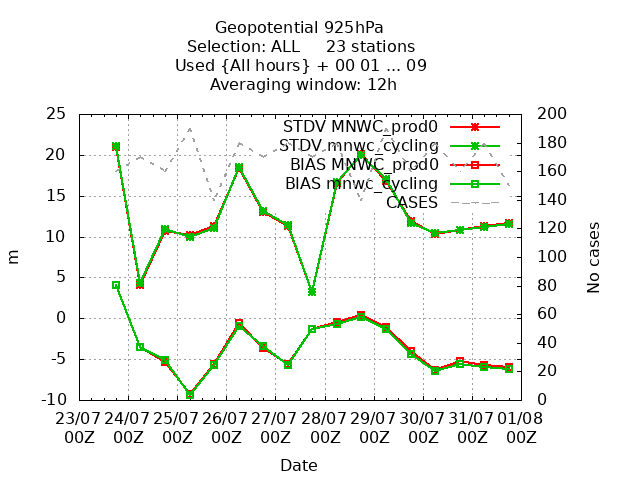 Geopotential 925hPa
Selection: ALL 23 stations
Used {All hours} + 00 01 ... 09
Averaging window: 12h
25
20
15
10
5
0
-5
-10
m
200
180
160
140
120
100
80
60
40
20
0
No cases
STDV MNWC_prod0
STDV mnwc_cycling
BIAS MNWC_prod0
BIAS mnwc_cycling
CASES
23/07 24/07 25/07 26/07 27/07 28/07 29/07 30/07 31/07 01/08
00Z 00Z 00Z 00Z 00Z 00Z 00Z 00Z 00Z 00Z
Date